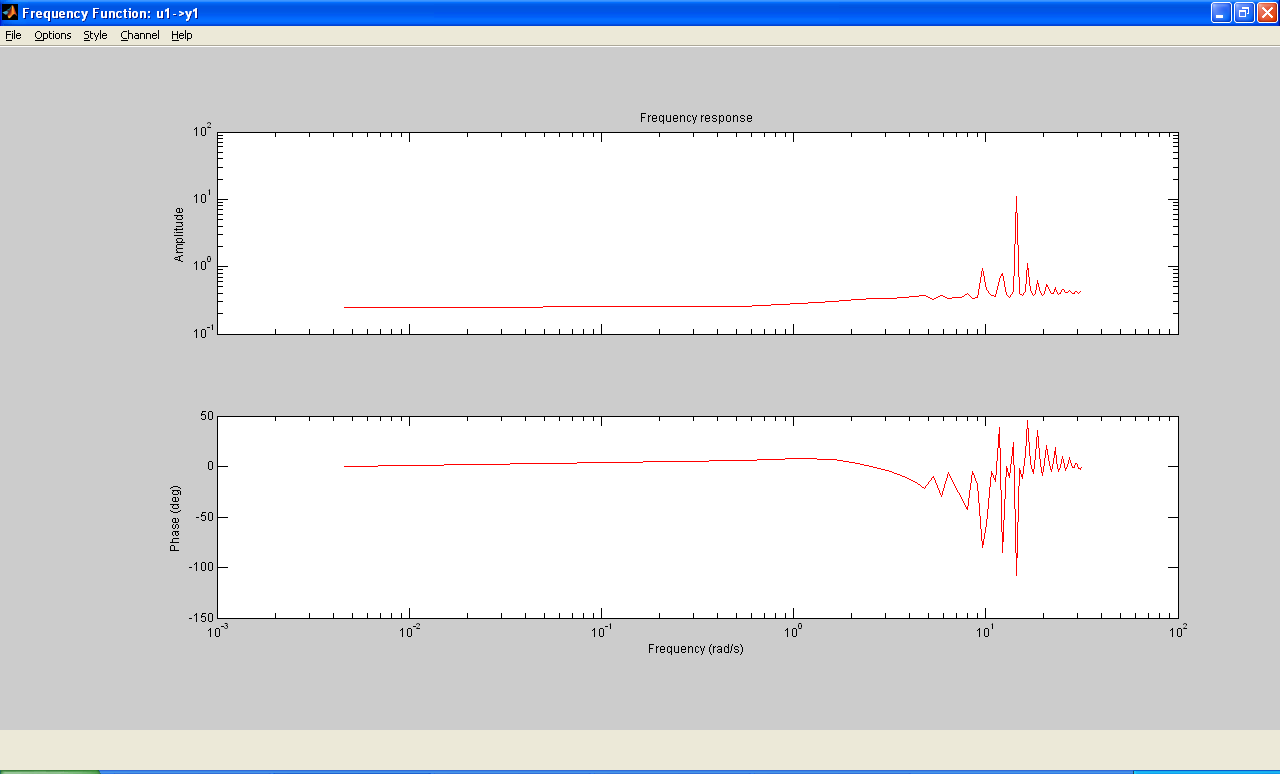 Frequency Function: u1->y1
File Options Style Channel Help
Frequency response
10^2
10^1
10^0
10^-1
Amplitude
50
0
-50
-100
-150
Phase (deg)
10^-3 10^-2 10^-1 10^0 10^1 10^2
Frequency (rad/s)